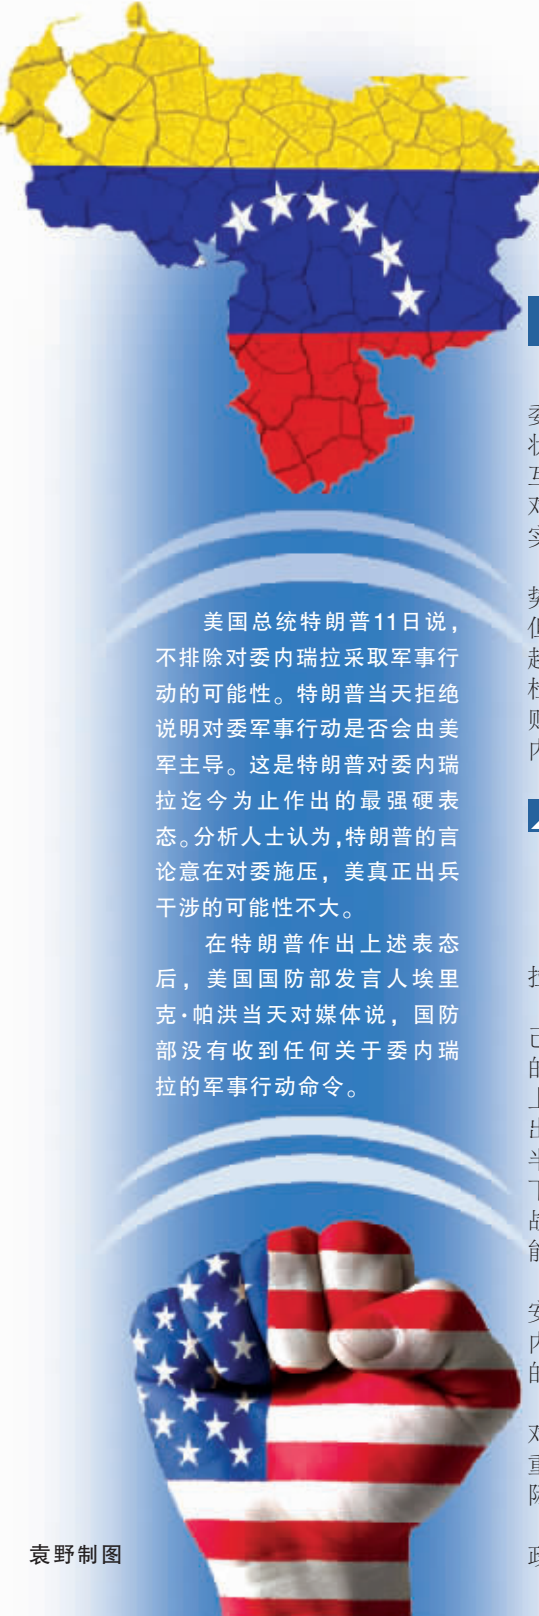 美国总统特朗普11日说，
不排除对委内瑞拉采取军事行
动的可能性。特朗普当天拒绝
说明对委军事行动是否会由美
军主导。这是特朗普对委内瑞
拉迄今为止作出的最强硬表
态。分析人士认为,特朗普的言
论意在对委施压，美真正出兵
干涉的可能性不大。
在特朗普作出上述表态
后，美国国防部发言人埃里
克·帕洪当天对媒体说，国防
部没有收到任何关于委内瑞
拉的军事行动命令。
袁野制图